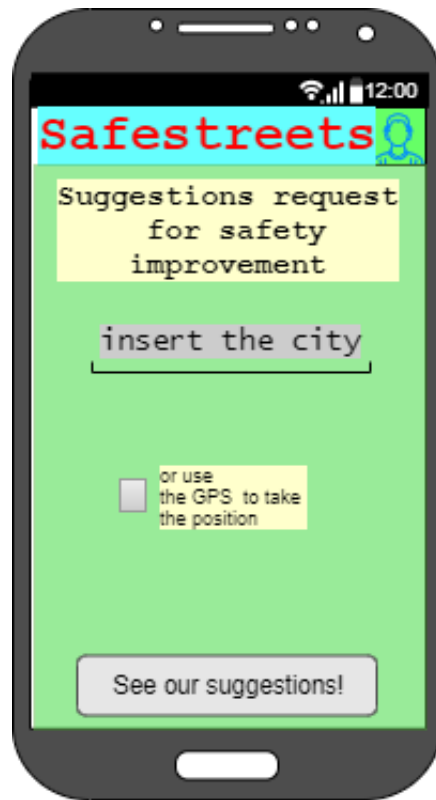 12:00
Safestreets
Suggestions request
for safety
improvement
insert the city
or use
the GPS to take
the position
See our suggestions!